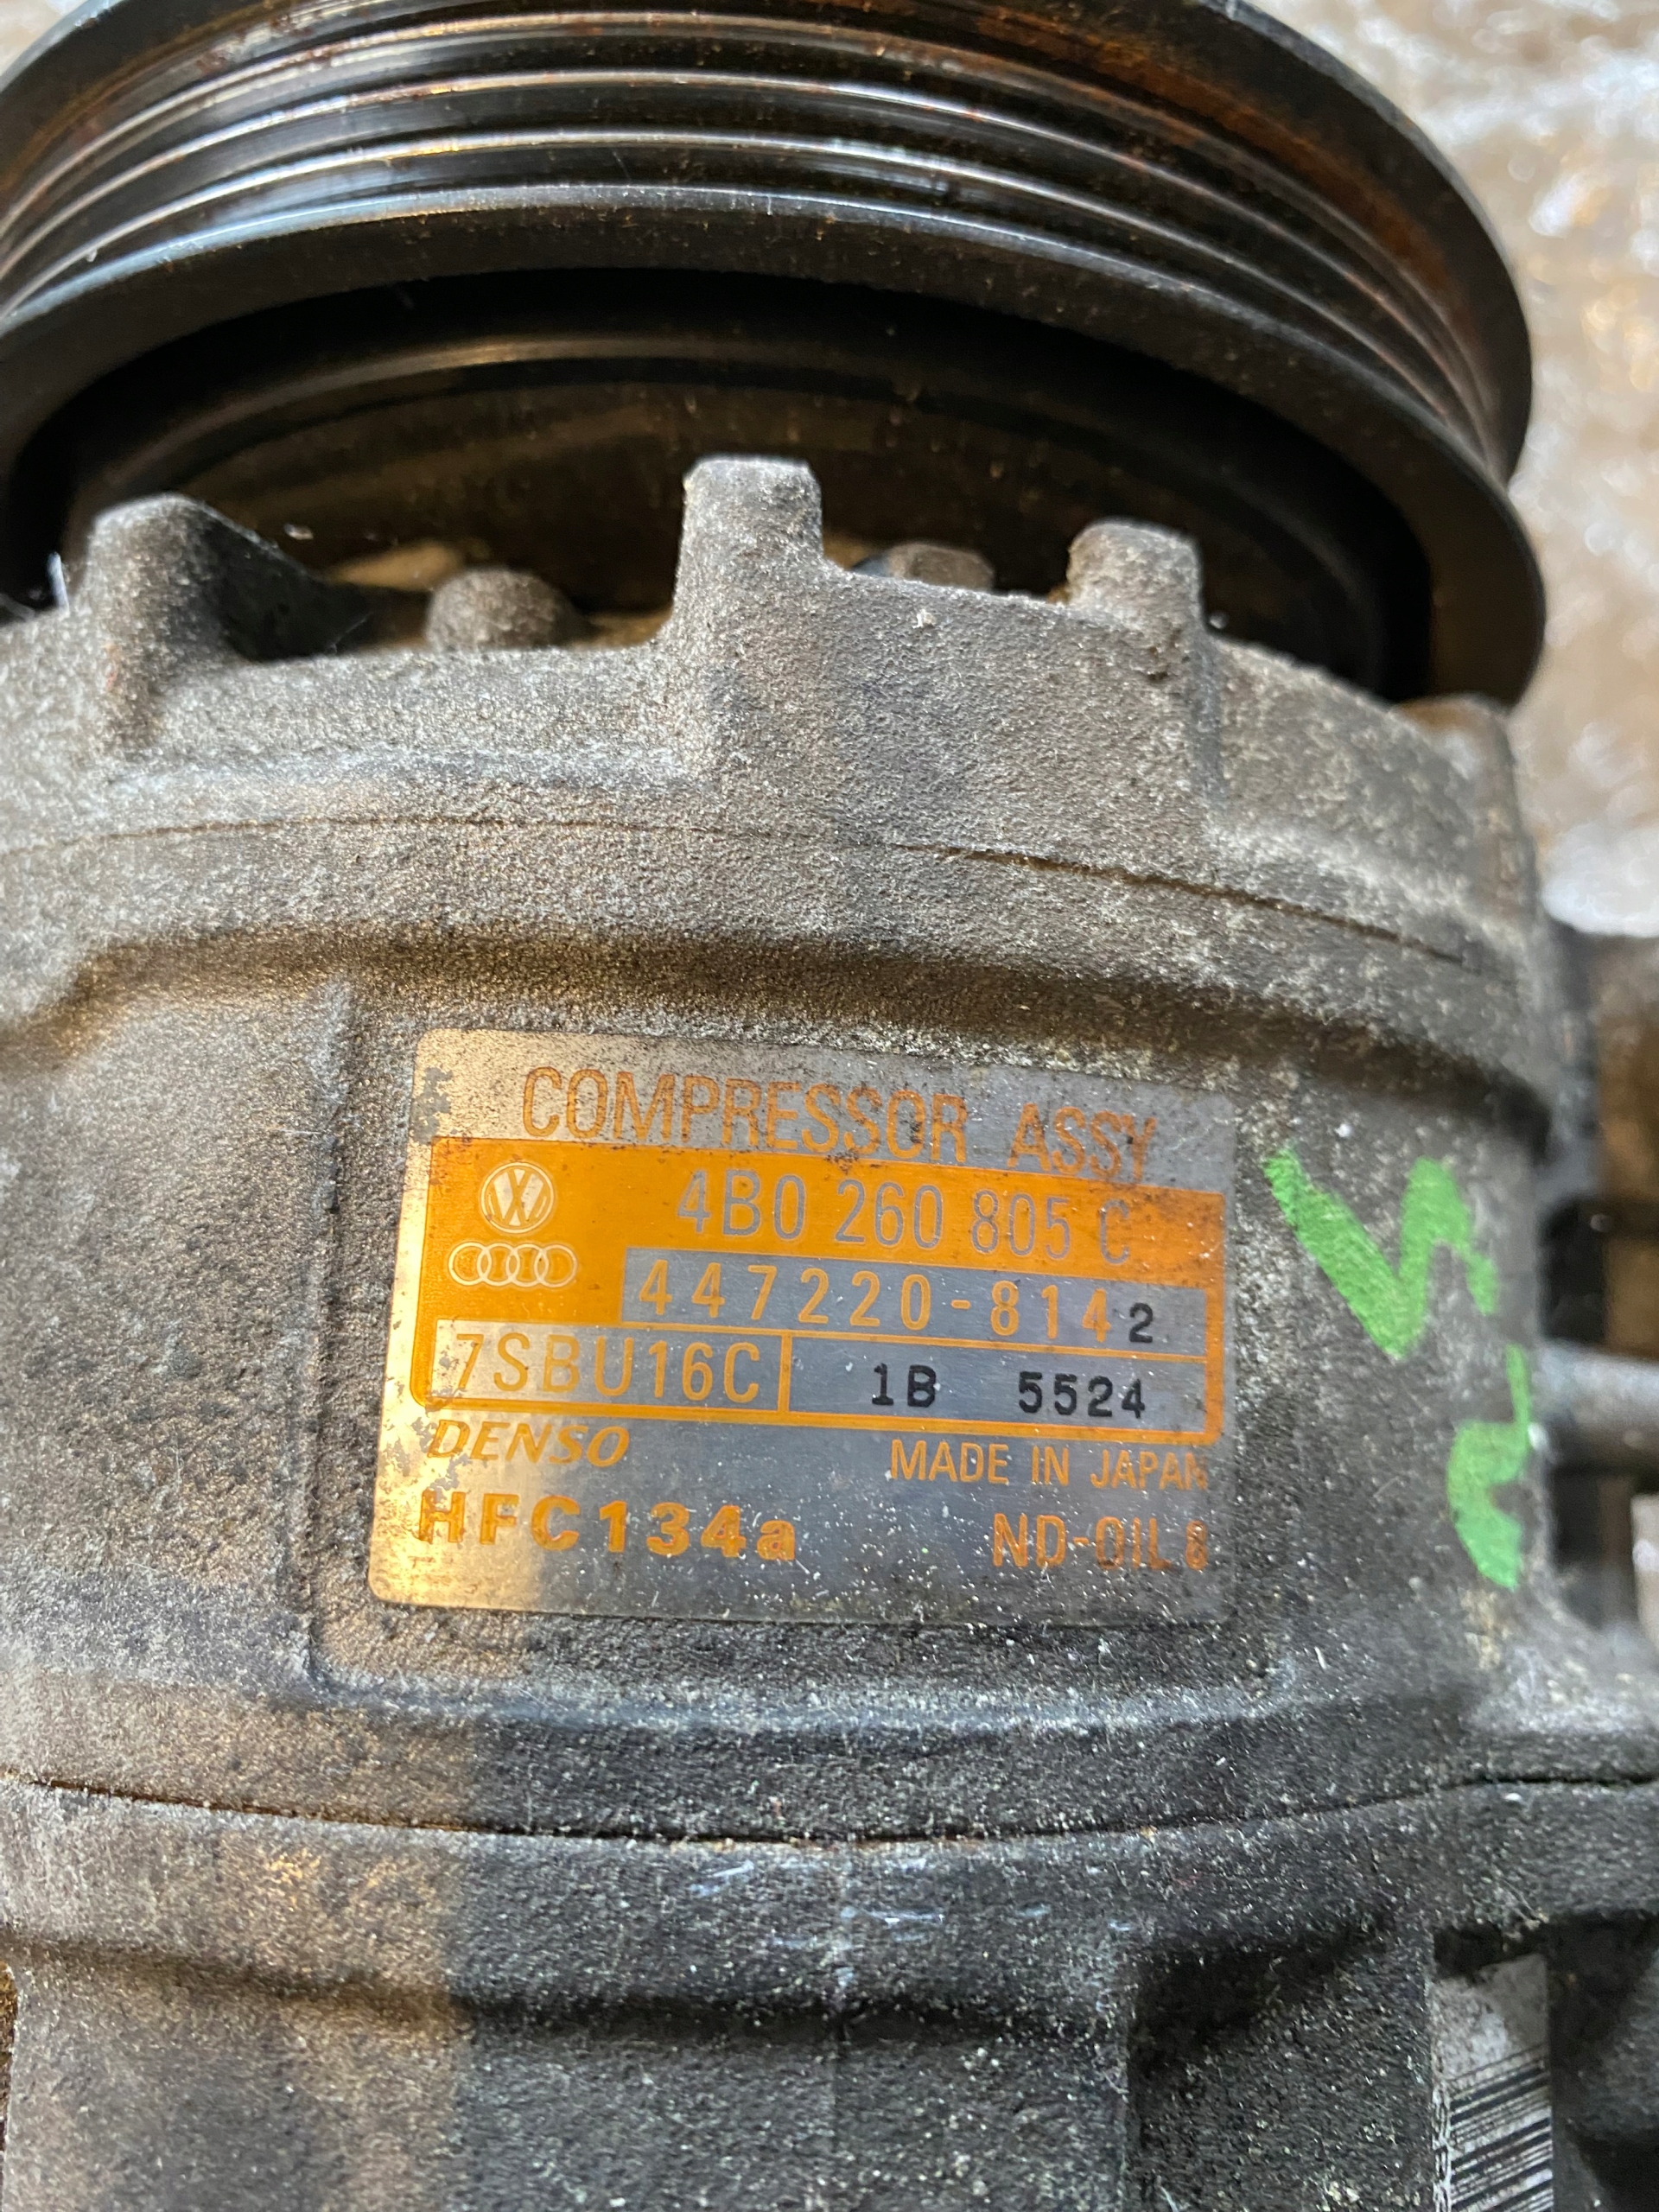 COMPRESSOR ASSY
4B0 260 805 C
447220-8142
7SBU16C 1B 5524
DENSO MADE IN JAPAN
HFC134a ND-OIL 8